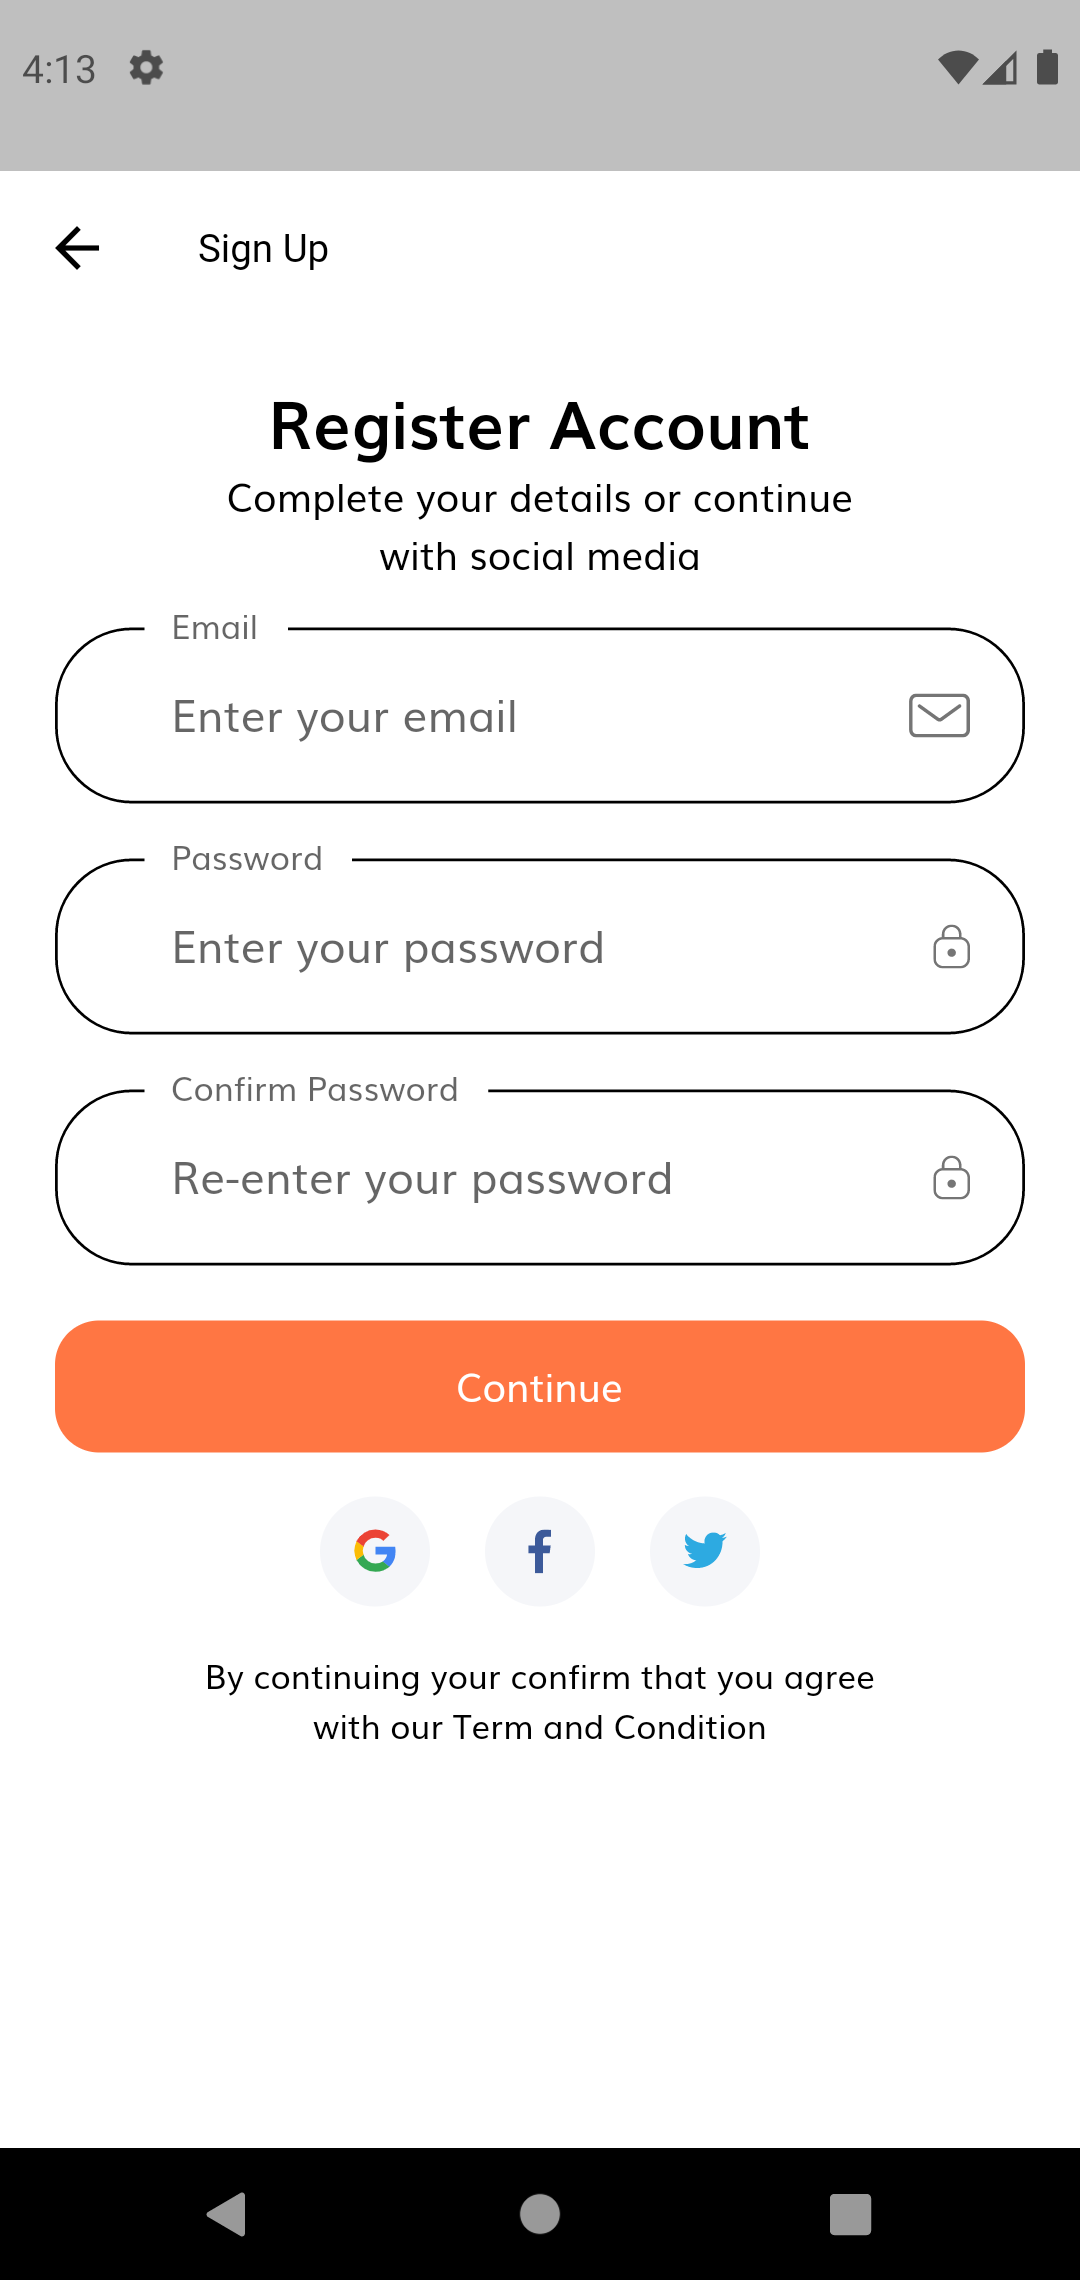 4:13
Sign Up
Register Account
Complete your details or continue
with social media
Email
Enter your email
Password
Enter your password
Confirm Password
Re-enter your password
Continue
By continuing your confirm that you agree
with our Term and Condition